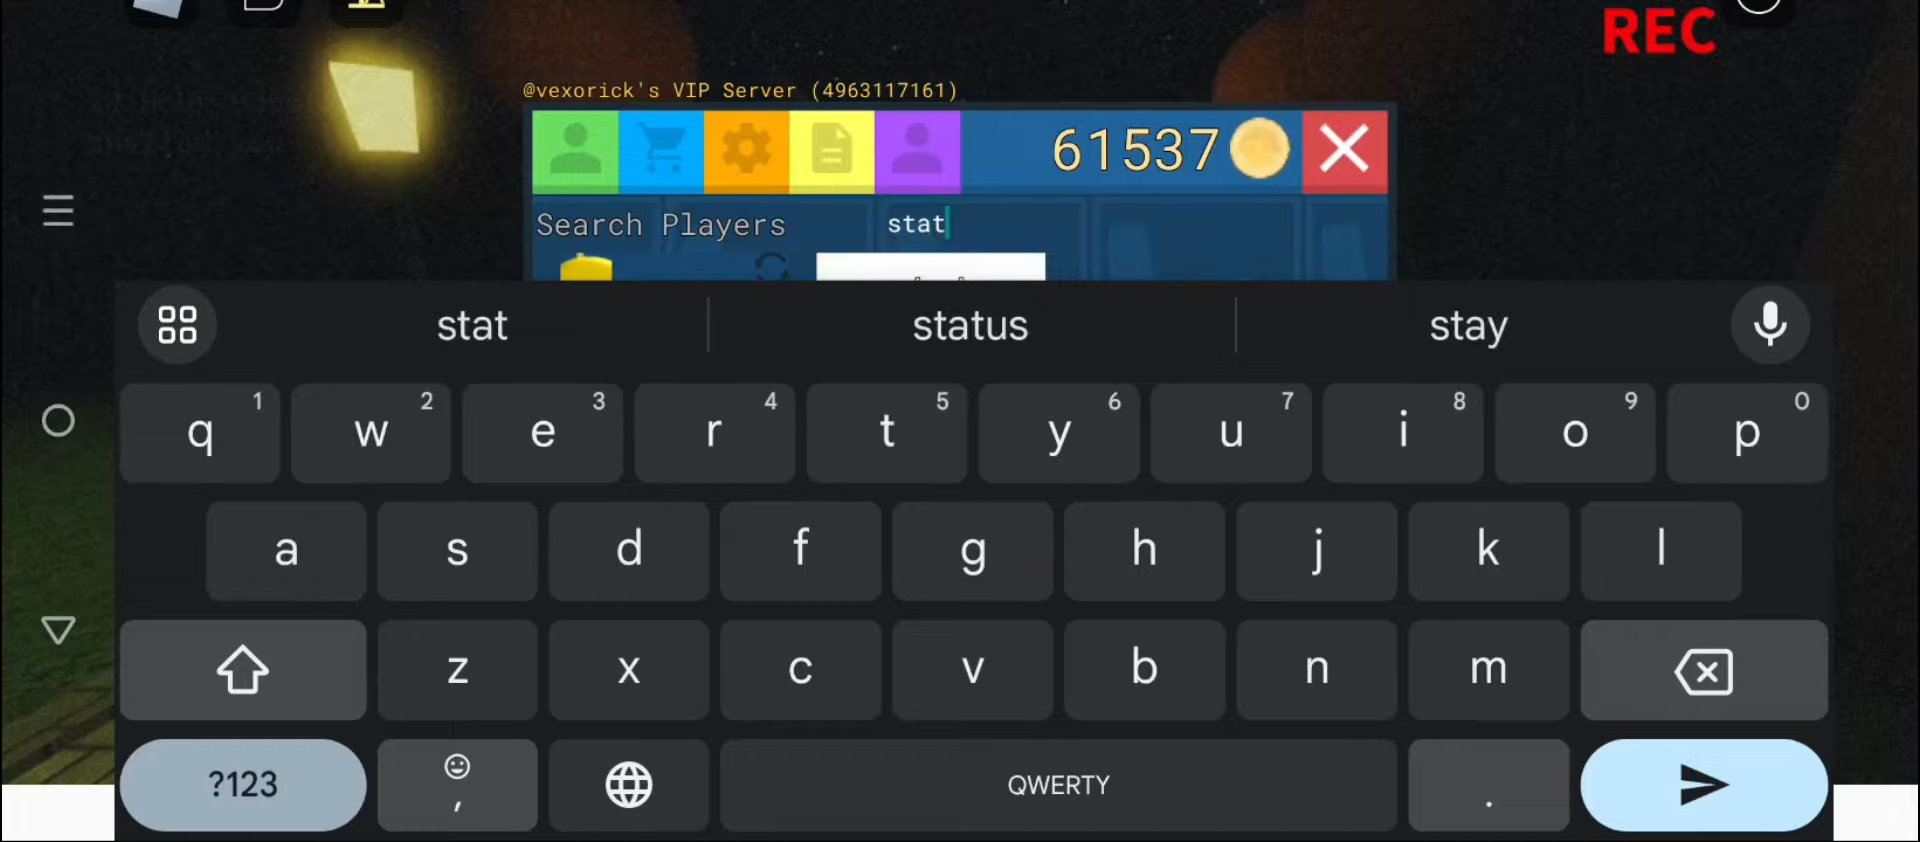 REC
@vexorick's VIP Server (4963117161)
61537
Search Players stat
stat status stay
1 2 3 4 5 6 7 8 9 0
q w e r t y u i o p
a s d f g h j k l
z x c v b n m
?123 , QWERTY .